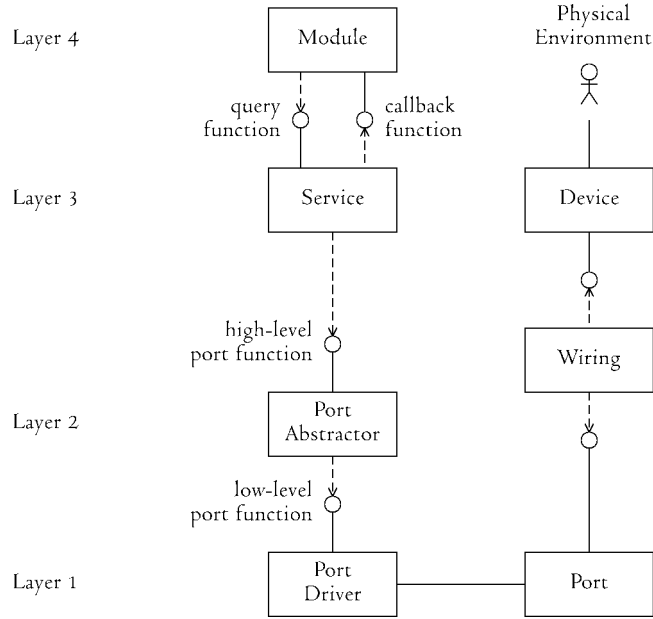 Layer 4
Module
Physical
Environment
query
function
callback
function
Layer 3
Service
Device
high-level
port function
Wiring
Layer 2
Port
Abstractor
low-level
port function
Layer 1
Port
Driver
Port